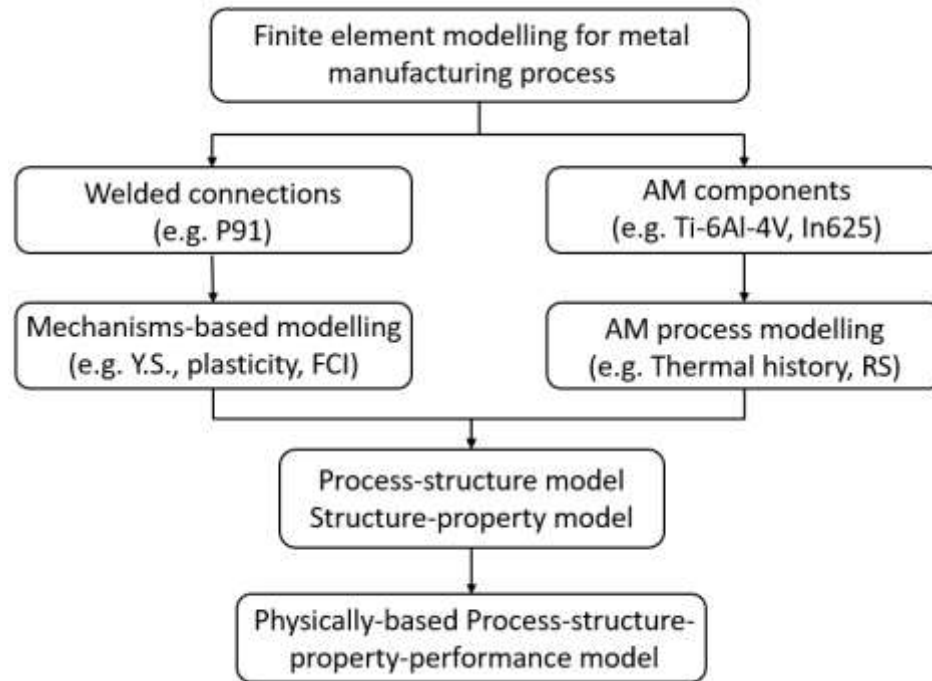 Finite element modelling for metal
manufacturing process
Welded connections
(e.g. P91)
AM components
(e.g. Ti-6Al-4V, In625)
Mechanisms-based modelling
(e.g. Y.S., plasticity, FCI)
AM process modelling
(e.g. Thermal history, RS)
Process-structure model
Structure-property model
Physically-based Process-structure-
property-performance model